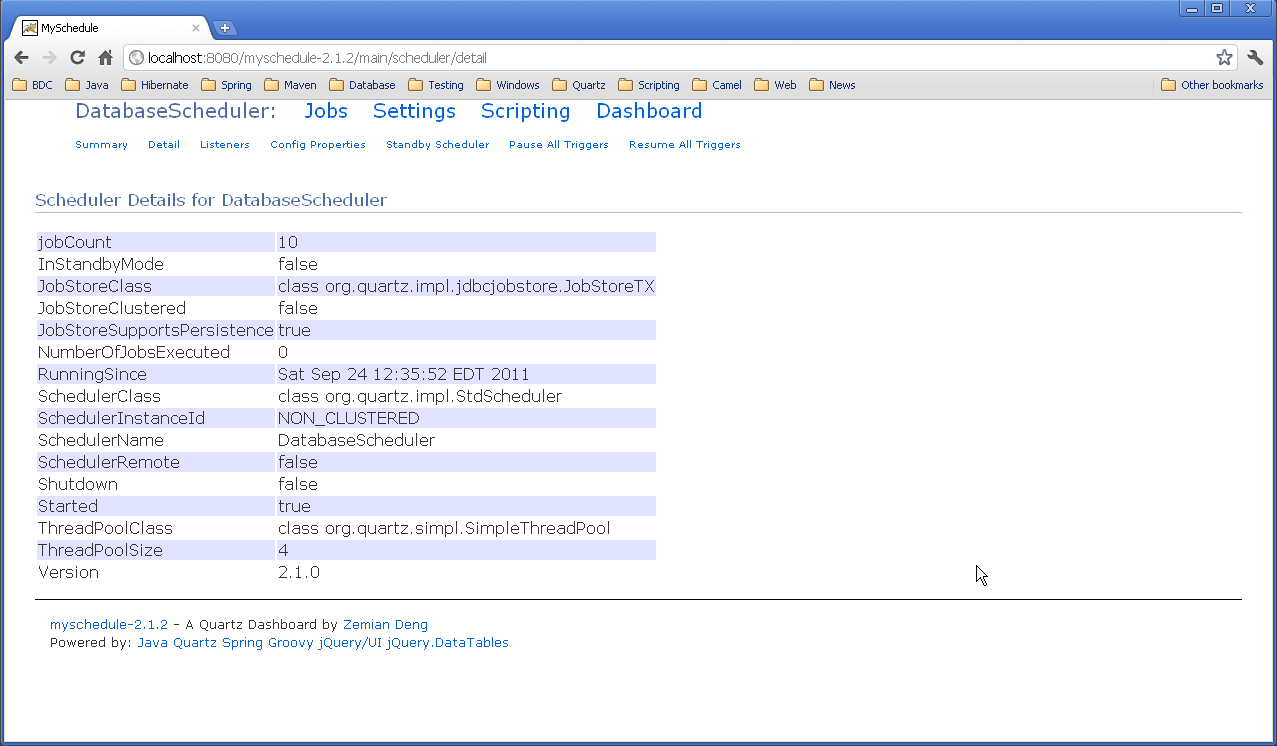 MySchedule
localhost:8080/myschedule-2.1.2/main/scheduler/detail
BDC Java Hibernate Spring Maven Database Testing Windows Quartz Scripting Camel Web News Other bookmarks
DatabaseScheduler: Jobs Settings Scripting Dashboard
Summary Detail Listeners Config Properties Standby Scheduler Pause All Triggers Resume All Triggers
Scheduler Details for DatabaseScheduler
jobCount 10
InStandbyMode false
JobStoreClass class org.quartz.impl.jdbcjobstore.JobStoreTX
JobStoreClustered false
JobStoreSupportsPersistence true
NumberOfJobsExecuted 0
RunningSince Sat Sep 24 12:35:52 EDT 2011
SchedulerClass class org.quartz.impl.StdScheduler
SchedulerInstanceId NON_CLUSTERED
SchedulerName DatabaseScheduler
SchedulerRemote false
Shutdown false
Started true
ThreadPoolClass class org.quartz.simpl.SimpleThreadPool
ThreadPoolSize 4
Version 2.1.0
myschedule-2.1.2 - A Quartz Dashboard by Zemian Deng
Powered by: Java Quartz Spring Groovy jQuery/UI jQuery.DataTables